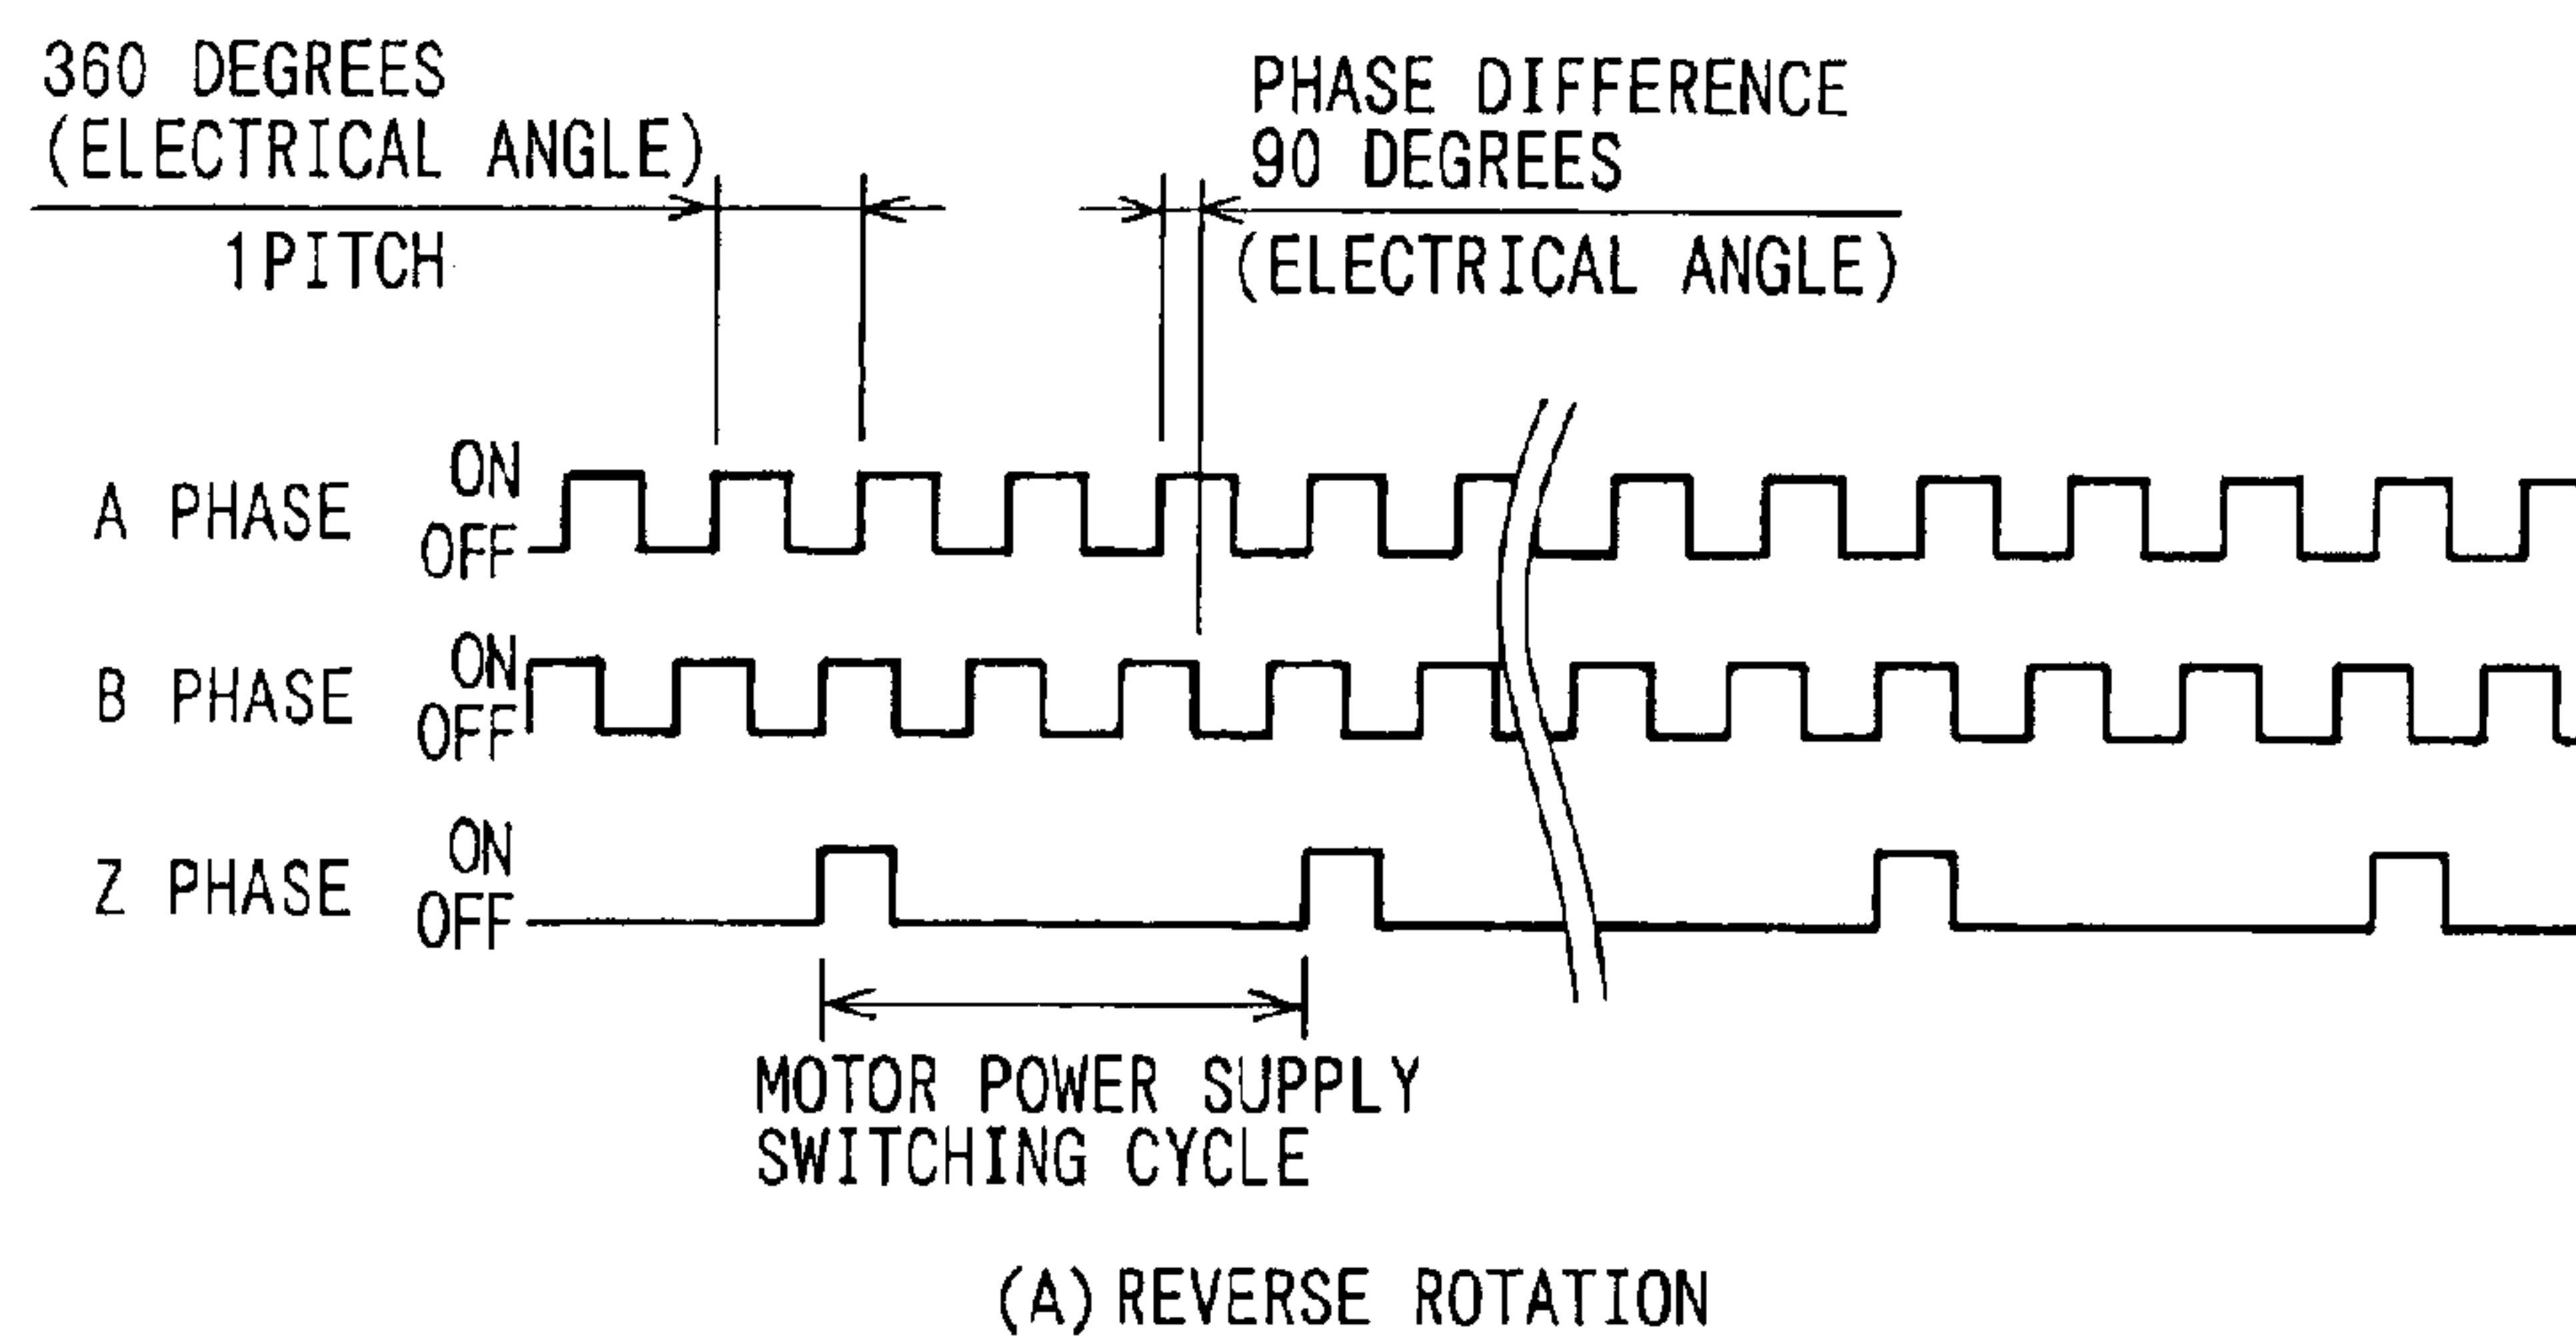 360 DEGREES
(ELECTRICAL ANGLE)
1PITCH
PHASE DIFFERENCE
90 DEGREES
(ELECTRICAL ANGLE)
A PHASE
ON
OFF
B PHASE
ON
OFF
Z PHASE
ON
OFF
MOTOR POWER SUPPLY
SWITCHING CYCLE
(A) REVERSE ROTATION